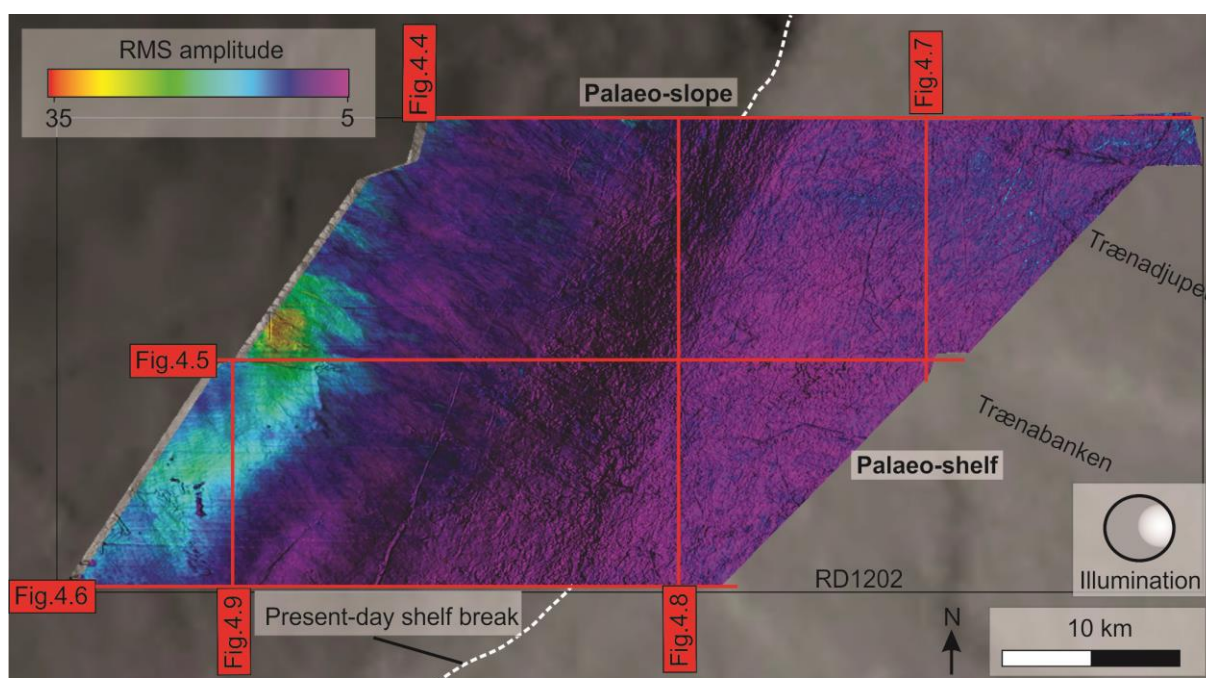 RMS amplitude
35
5
Fig.4.4
Palaeo-slope
Fig.4.7
Trænadjupe
Fig.4.5
Trænabanken
Palaeo-shelf
Illumination
RD1202
Fig.4.6
Fig.4.9
Present-day shelf break
Fig.4.8
N
10 km